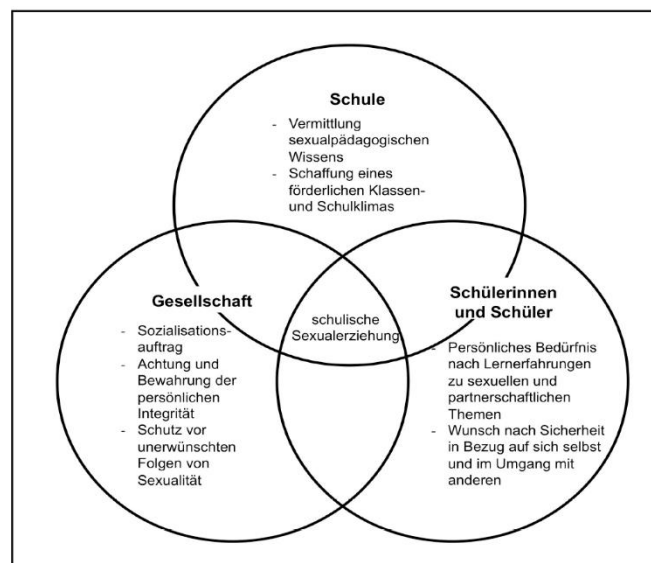 Schule
- Vermittlung
sexualpädagogischen
Wissens
- Schaffung eines
förderlichen Klassen-
und Schulklimas
Gesellschaft
- Sozialisations-
auftrag
- Achtung und
Bewahrung der
persönlichen
Integrität
- Schutz vor
unerwünschten
Folgen von
Sexualität
schulische
Sexualerziehung
Schülerinnen
und Schüler
- Persönliches Bedürfnis
nach Lernerfahrungen
zu sexuellen und
partnerschaftlichen
Themen
- Wunsch nach Sicherheit
in Bezug auf sich selbst
und im Umgang mit
anderen